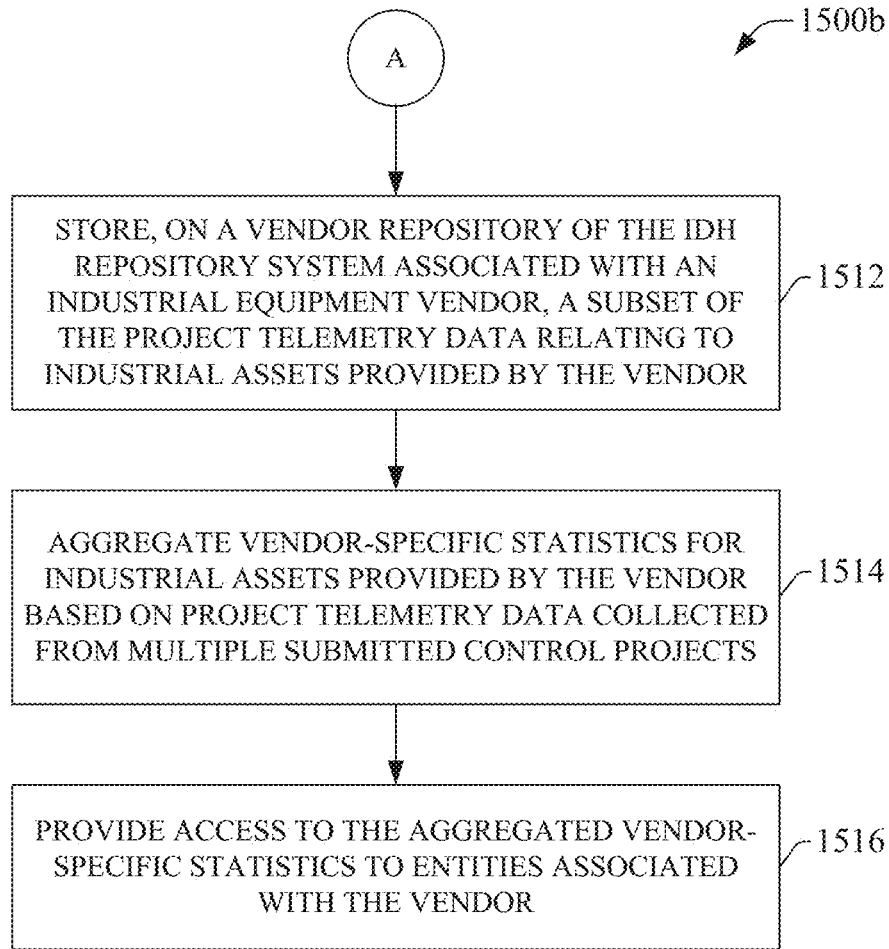 1500b
A
STORE, ON A VENDOR REPOSITORY OF THE IDH
REPOSITORY SYSTEM ASSOCIATED WITH AN
INDUSTRIAL EQUIPMENT VENDOR, A SUBSET OF
THE PROJECT TELEMETRY DATA RELATING TO
INDUSTRIAL ASSETS PROVIDED BY THE VENDOR
1512
AGGREGATE VENDOR-SPECIFIC STATISTICS FOR
INDUSTRIAL ASSETS PROVIDED BY THE VENDOR
BASED ON PROJECT TELEMETRY DATA COLLECTED
FROM MULTIPLE SUBMITTED CONTROL PROJECTS
1514
PROVIDE ACCESS TO THE AGGREGATED VENDOR-
SPECIFIC STATISTICS TO ENTITIES ASSOCIATED
WITH THE VENDOR
1516